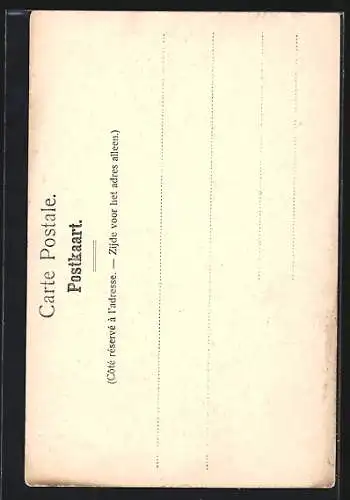 Carte Postale.
Postkaart.
(Côté réservé à l'adresse. — Zijde voor het adres alleen.)